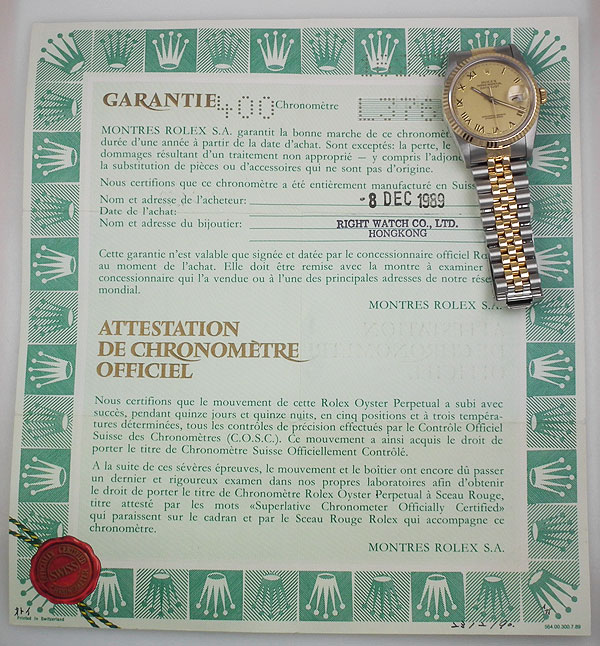 GARANTIE 400 Chronomètre
MONTRES ROLEX S.A. garantit la bonne marche de ce chronomèt
durée d'une année à partir de la date d'achat. Sont exceptés: la perte, le
dommages résultant d'un traitement non approprié — y compris l'adjonc
la substitution de pièces ou d'accessoires qui ne sont pas d'origine.
Nous certifions que ce chronomètre a été entièrement manufacturé en Suiss
Nom et adresse de l'acheteur:
Date de l'achat: -8 DEC 1989
Nom et adresse du bijoutier: RIGHT WATCH CO., LTD.
HONGKONG
Cette garantie n'est valable que signée et datée par le concessionnaire officiel Ro
au moment de l'achat. Elle doit être remise avec la montre à examiner
concessionnaire qui l'a vendue ou à l'une des principales adresses de notre rése
mondial.
MONTRES ROLEX S.A.
ATTESTATION
DE CHRONOMÈTRE
OFFICIEL
Nous certifions que le mouvement de cette Rolex Oyster Perpetual a subi avec
succès, pendant quinze jours et quinze nuits, en cinq positions et à trois tempéra-
tures déterminées, tous les contrôles de précision effectués par le Contrôle Officiel
Suisse des Chronomètres (C.O.S.C.). Ce mouvement a ainsi acquis le droit de
porter le titre de Chronomètre Suisse Officiellement Contrôlé.
A la suite de ces sévères épreuves, le mouvement et le boîtier ont encore dû passer
un dernier et rigoureux examen dans nos propres laboratoires afin d'obtenir
le droit de porter le titre de Chronomètre Rolex Oyster Perpetual à Sceau Rouge,
titre attesté par les mots «Superlative Chronometer Officially Certified»
qui paraissent sur le cadran et par le Sceau Rouge Rolex qui accompagne ce
chronomètre.
MONTRES ROLEX S.A.
Printed in Switzerland
564.00.300.7.89